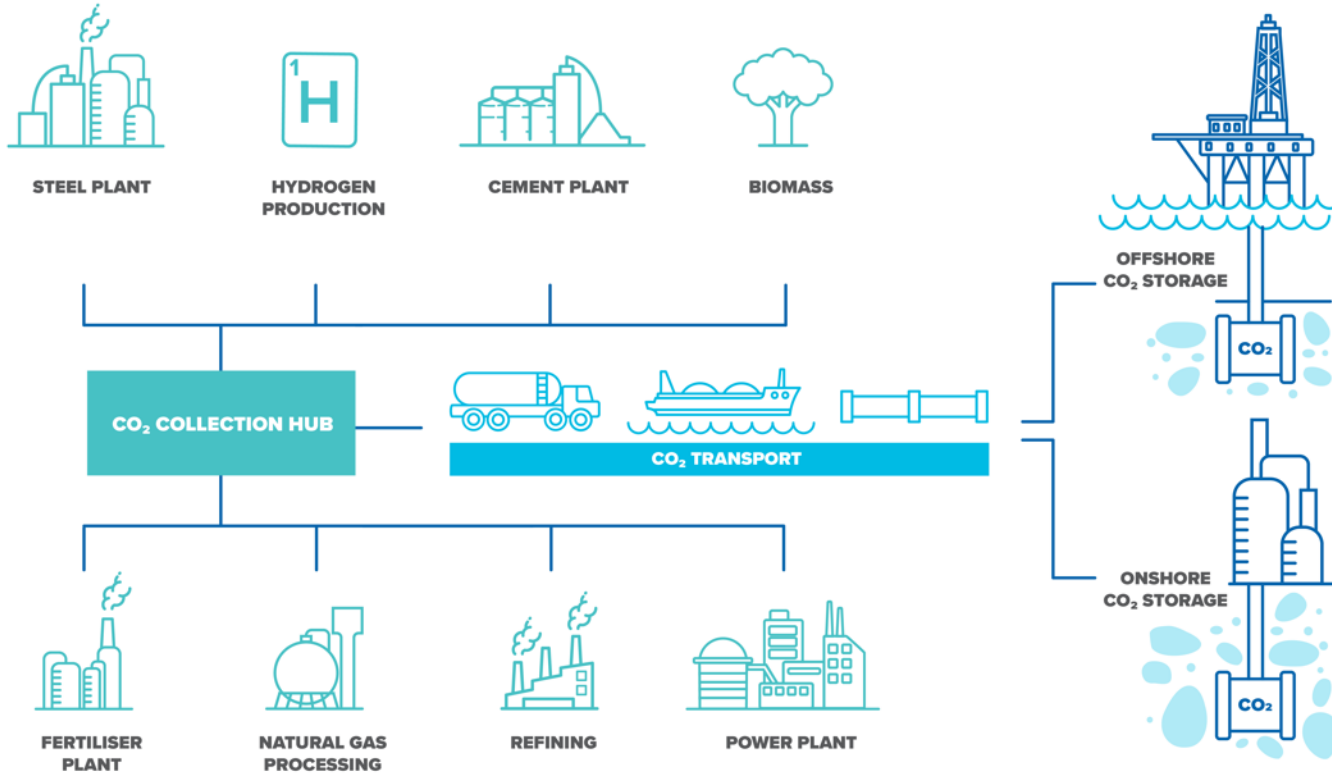 1
H
STEEL PLANT
HYDROGEN
PRODUCTION
CEMENT PLANT
BIOMASS
OFFSHORE
CO₂ STORAGE
CO₂
CO₂ COLLECTION HUB
CO₂ TRANSPORT
ONSHORE
CO₂ STORAGE
CO₂
FERTILISER
PLANT
NATURAL GAS
PROCESSING
REFINING
POWER PLANT